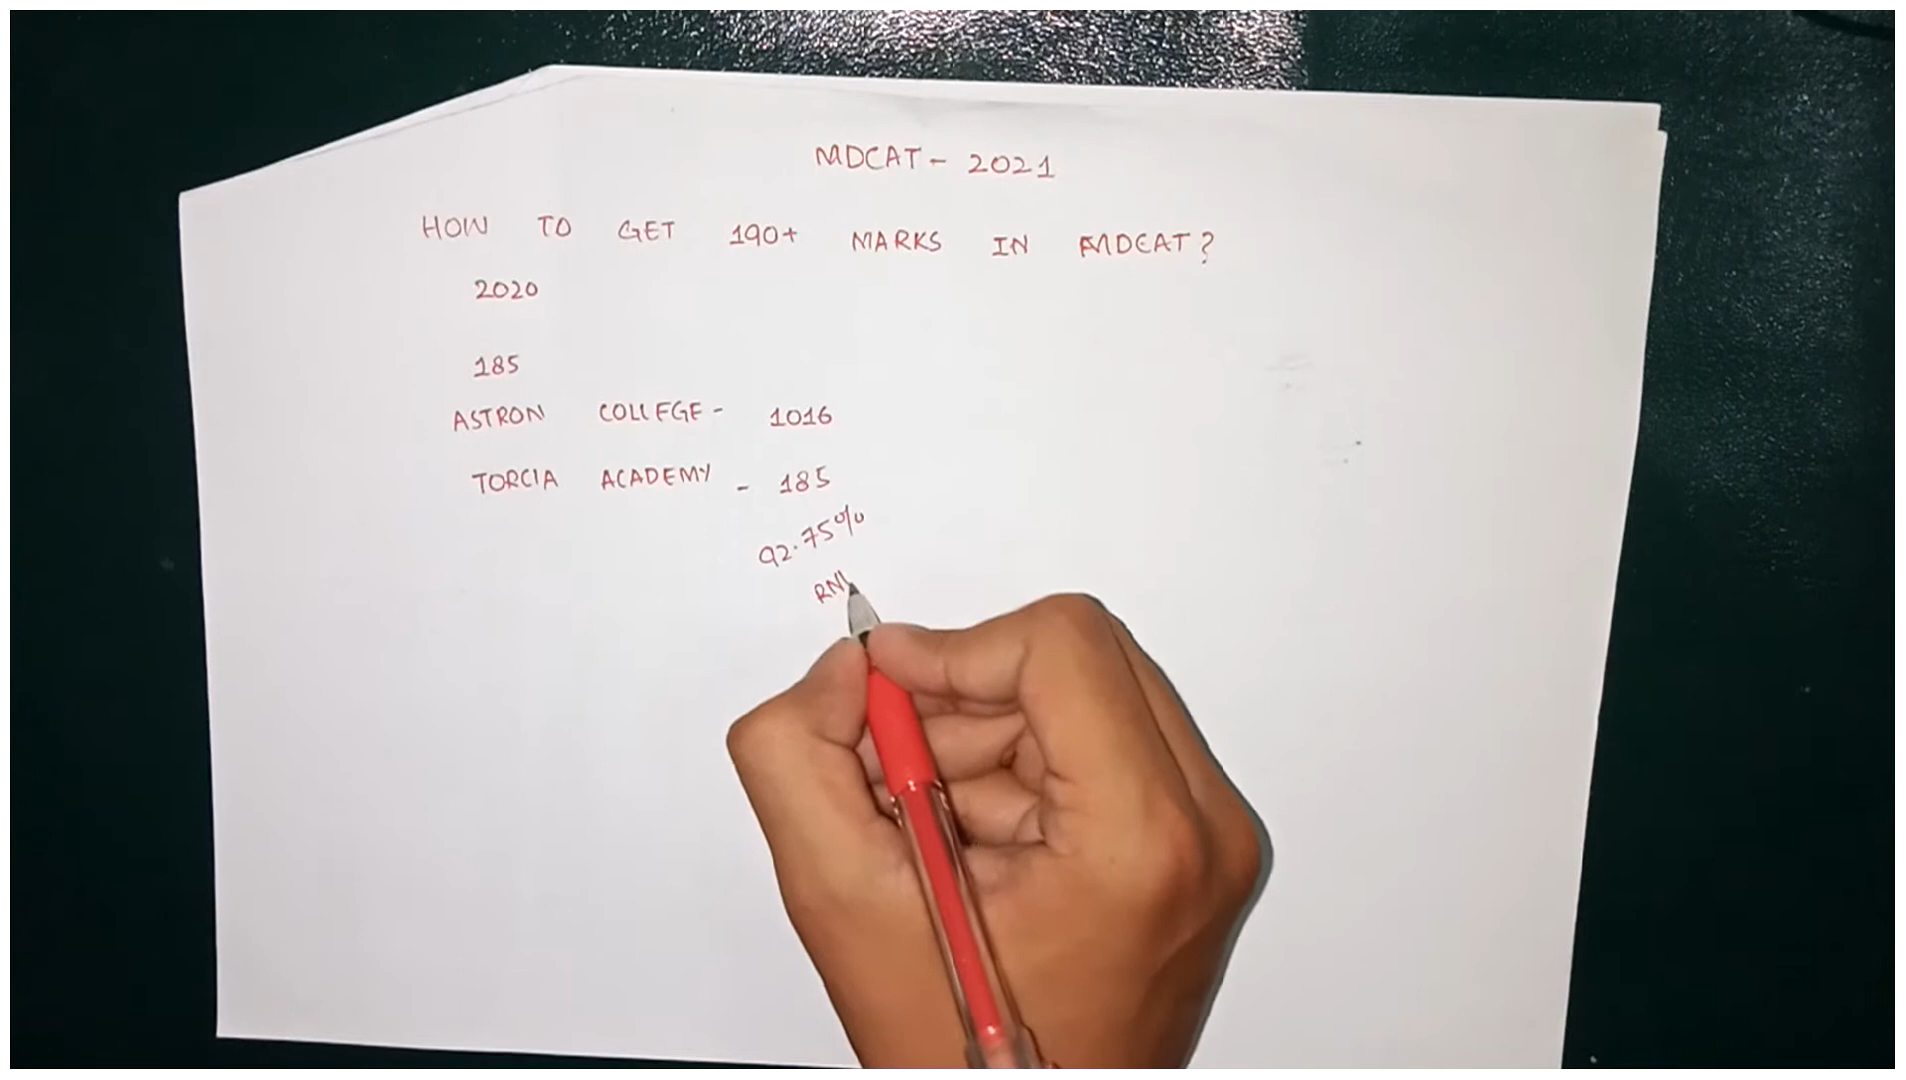 MDCAT - 2021
HOW TO GET 190+ MARKS IN MDCAT?
2020
185
ASTRON COLLEGE - 1016
TORCIA ACADEMY - 185
92.75%